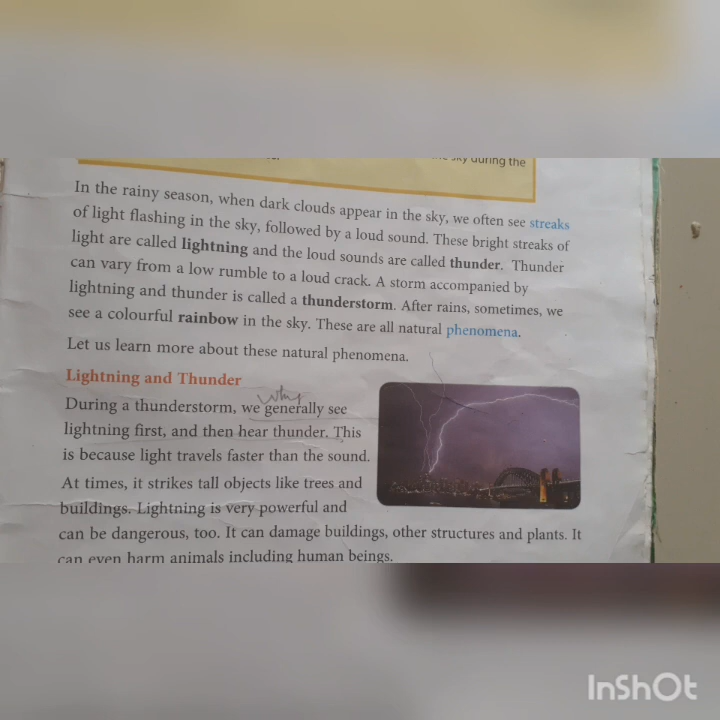 sky during the
In the rainy season, when dark clouds appear in the sky, we often see streaks
of light flashing in the sky, followed by a loud sound. These bright streaks of
light are called lightning and the loud sounds are called thunder. Thunder
can vary from a low rumble to a loud crack. A storm accompanied by
lightning and thunder is called a thunderstorm. After rains, sometimes, we
see a colourful rainbow in the sky. These are all natural phenomena.
Let us learn more about these natural phenomena.
Lightning and Thunder
why
During a thunderstorm, we generally see
lightning first, and then hear thunder. This
is because light travels faster than the sound.
At times, it strikes tall objects like trees and
buildings. Lightning is very powerful and
can be dangerous, too. It can damage buildings, other structures and plants. It
can even harm animals including human beings.
InShOt